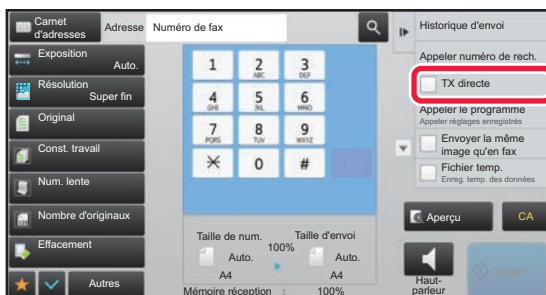 Carnet
d'adresses
Adresse
Numéro de fax
Historique d'envoi
Exposition
Auto.
Appeler numéro de rech.
Résolution
Super fin
TX directe
Original
Appeler le programme
Appeler réglages enregistrés
Const. travail
Envoyer la même
image qu'en fax
Num. lente
Fichier temp.
Enreg. temp. des données
Nombre d'originaux
Effacement
Autres
1
2
ABC
3
DEF
4
GHI
5
JKL
6
MNO
7
PQRS
8
TUV
9
WXYZ
0
#
C
Aperçu
CA
Taille de num.
100%
Taille d'envoi
Auto.
Auto.
A4
A4
Mémoire réception : 100%
Haut-
parleur
Départ